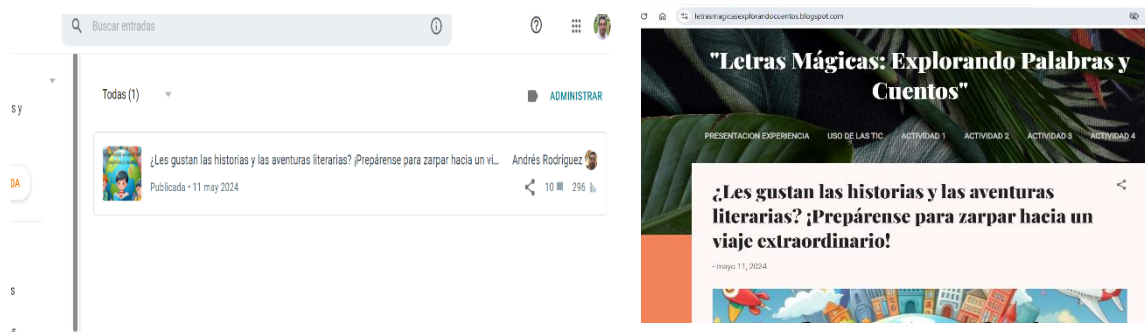 Buscar entradas
Todas (1)
ADMINISTRAR
s y
DA
s
¿Les gustan las historias y las aventuras literarias? ¡Prepárense para zarpar hacia un vi...
Andrés Rodríguez
Publicada • 11 may 2024
10
296
letrasmagicasexplorandocuentos.blogspot.com
"Letras Mágicas: Explorando Palabras y
Cuentos"
PRESENTACION EXPERIENCIA USO DE LAS TIC ACTIVIDAD 1 ACTIVIDAD 2 ACTIVIDAD 3 ACTIVIDAD 4
¿Les gustan las historias y las aventuras
literarias? ¡Prepárense para zarpar hacia un
viaje extraordinario!
- mayo 11, 2024